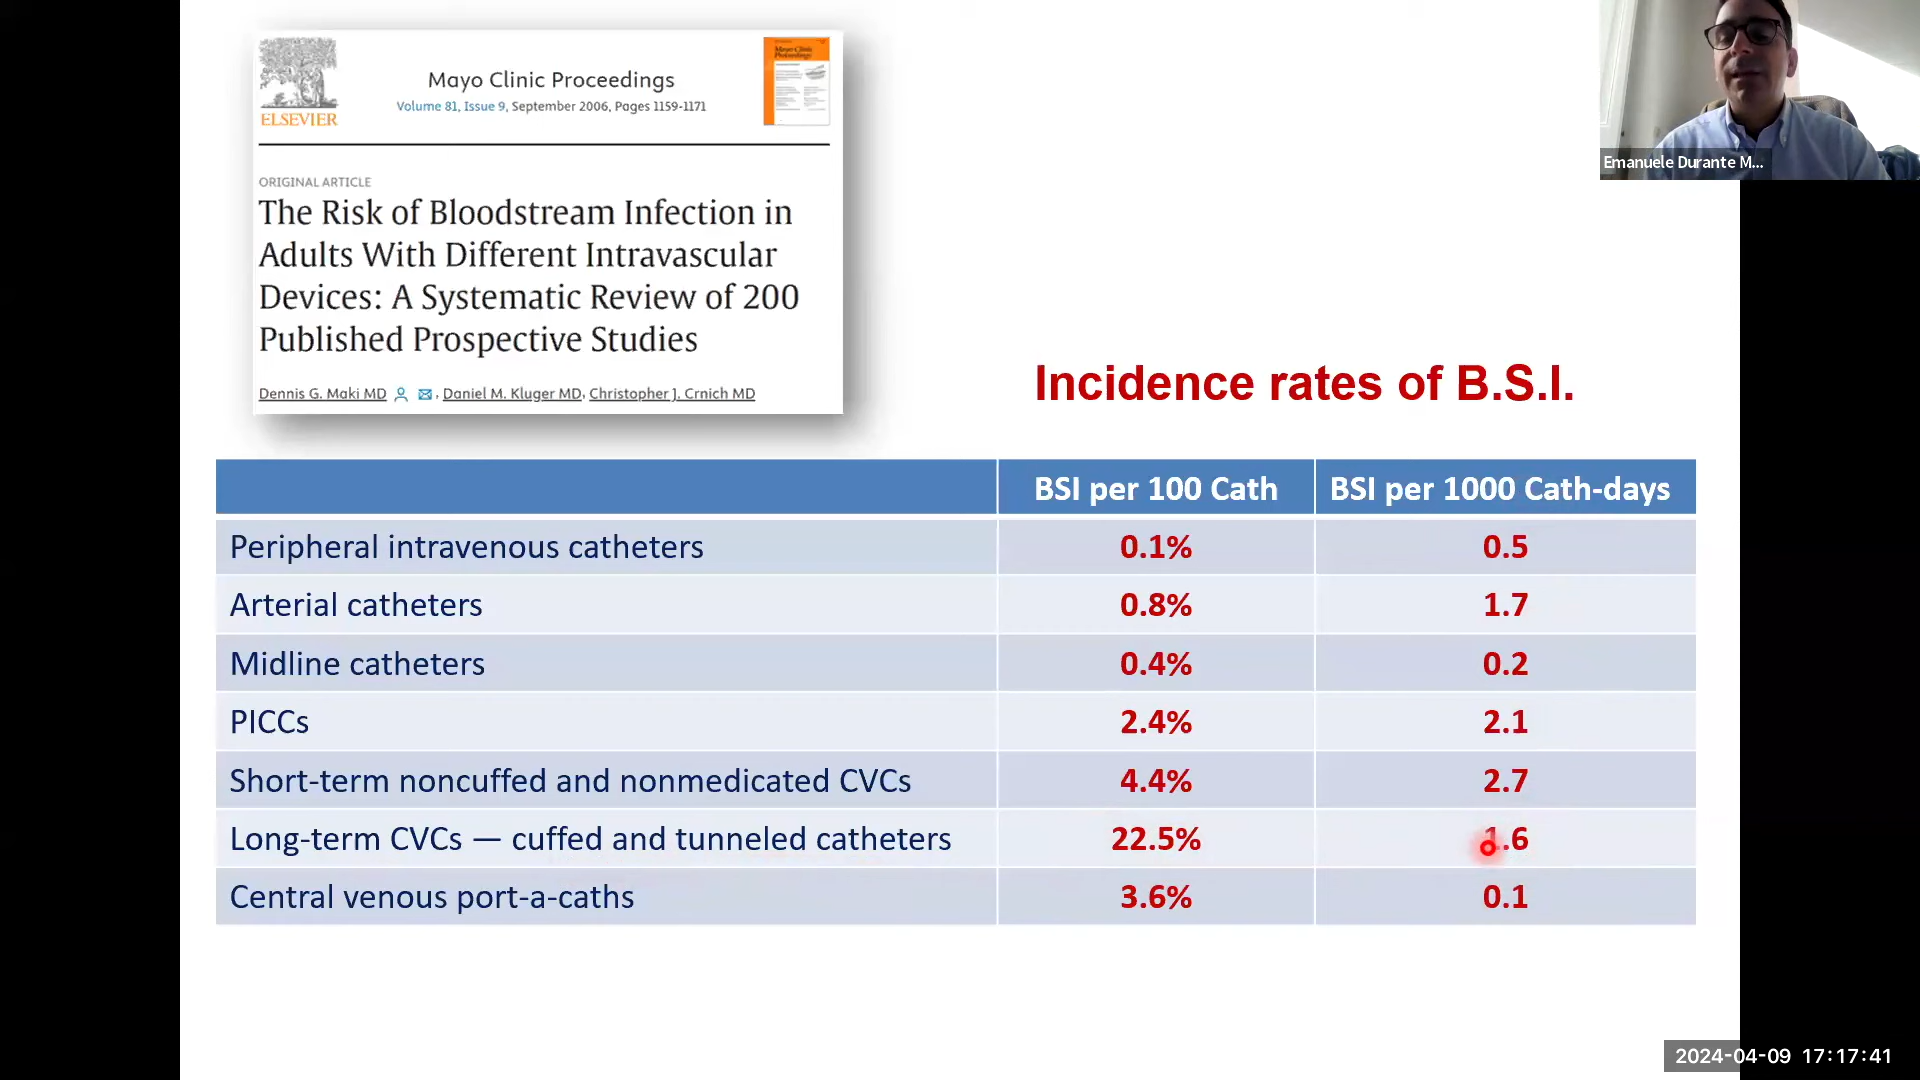 ELSEVIER
Mayo Clinic Proceedings
Volume 81, Issue 9, September 2006, Pages 1159-1171
Mayo Clinic
Proceedings
ORIGINAL ARTICLE
The Risk of Bloodstream Infection in
Adults With Different Intravascular
Devices: A Systematic Review of 200
Published Prospective Studies
Dennis G. Maki MD , Daniel M. Kluger MD, Christopher J. Crnich MD
Emanuele Durante M...
Incidence rates of B.S.I.
BSI per 100 Cath BSI per 1000 Cath-days
Peripheral intravenous catheters 0.1% 0.5
Arterial catheters 0.8% 1.7
Midline catheters 0.4% 0.2
PICCs 2.4% 2.1
Short-term noncuffed and nonmedicated CVCs 4.4% 2.7
Long-term CVCs — cuffed and tunneled catheters 22.5% 1.6
Central venous port-a-caths 3.6% 0.1
2024-04-09 17:17:41